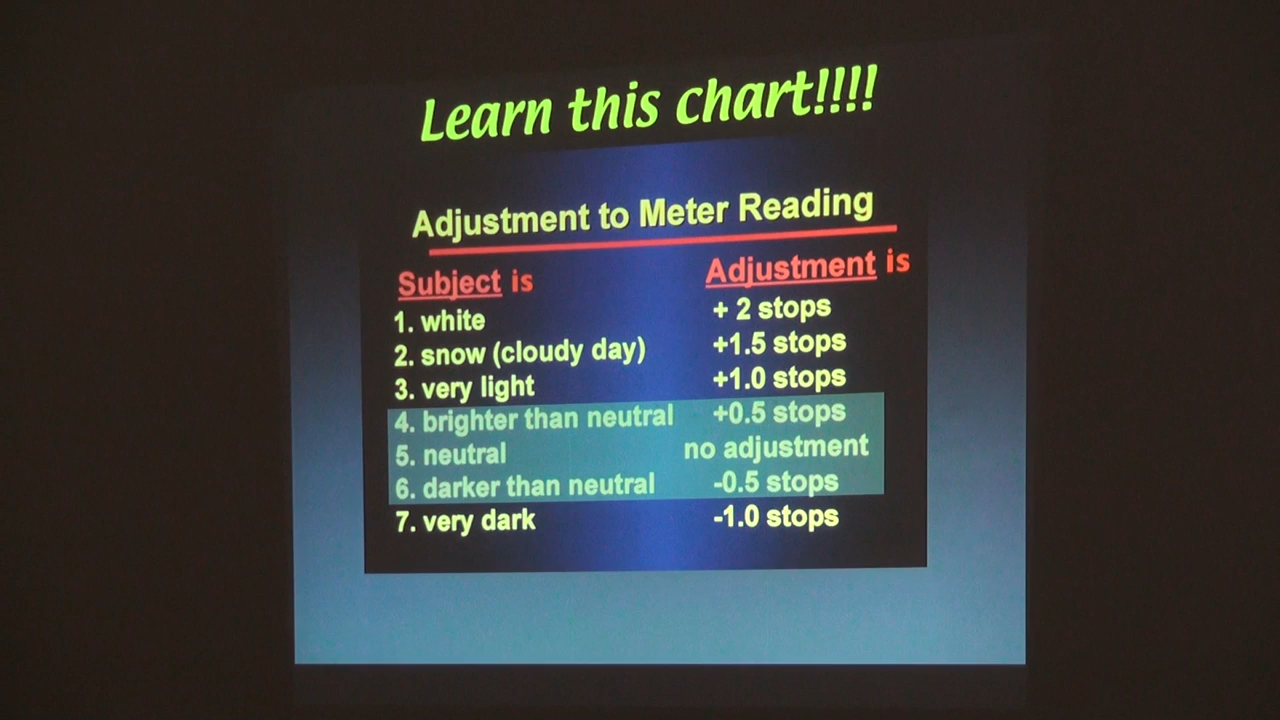 Learn this chart!!!!
Adjustment to Meter Reading
Subject is Adjustment is
1. white + 2 stops
2. snow (cloudy day) +1.5 stops
3. very light +1.0 stops
4. brighter than neutral +0.5 stops
5. neutral no adjustment
6. darker than neutral -0.5 stops
7. very dark -1.0 stops